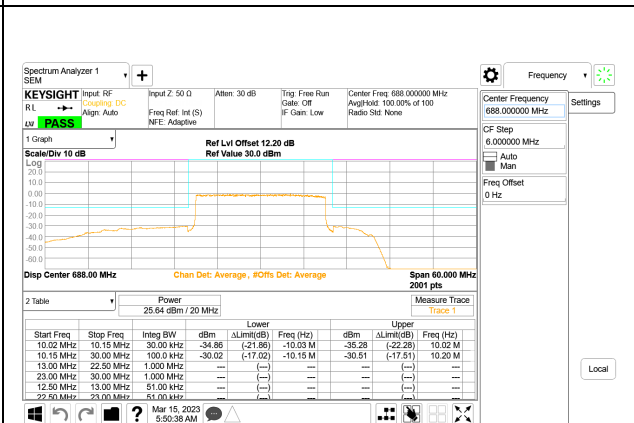 Spectrum Analyzer 1
SEM
Frequency
KEYSIGHT Input: RF Input Z: 50 Ω Atten: 30 dB Trig: Free Run Center Freq: 688.000000 MHz
RL Coupling: DC Gate: Off Avg|Hold: 100.00% of 100
Align: Auto Freq Ref: Int (S) IF Gain: Low Radio Std: None
NFE: Adaptive
LXI PASS
Center Frequency
688.000000 MHz
Settings
CF Step
6.000000 MHz
Auto
Man
Freq Offset
0 Hz
1 Graph
Ref Lvl Offset 12.20 dB
Scale/Div 10 dB Ref Value 30.0 dBm
Log
20.0
10.0
0.00
-10.0
-20.0
-30.0
-40.0
-50.0
-60.0
Disp Center 688.00 MHz Chan Det: Average , #Offs Det: Average Span 60.000 MHz
2001 pts
2 Table Power Measure Trace
25.64 dBm / 20 MHz Trace 1
Lower Upper
Start Freq Stop Freq Integ BW dBm ΔLimit(dB) Freq (Hz) dBm ΔLimit(dB) Freq (Hz)
10.02 MHz 10.15 MHz 30.00 kHz -34.86 (-21.86) -10.03 M -35.28 (-22.28) 10.02 M
10.15 MHz 30.00 MHz 100.0 kHz -30.02 (-17.02) -10.15 M -30.51 (-17.51) 10.20 M
13.00 MHz 22.50 MHz 1.000 MHz --- (---) --- --- (---) ---
23.00 MHz 30.00 MHz 1.000 MHz --- (---) --- --- (---) ---
12.50 MHz 13.00 MHz 51.00 kHz --- (---) --- --- (---) ---
22.50 MHz 23.00 MHz 51.00 kHz --- (---) --- --- (---) ---
Local
? Mar 15, 2023
5:50:38 AM